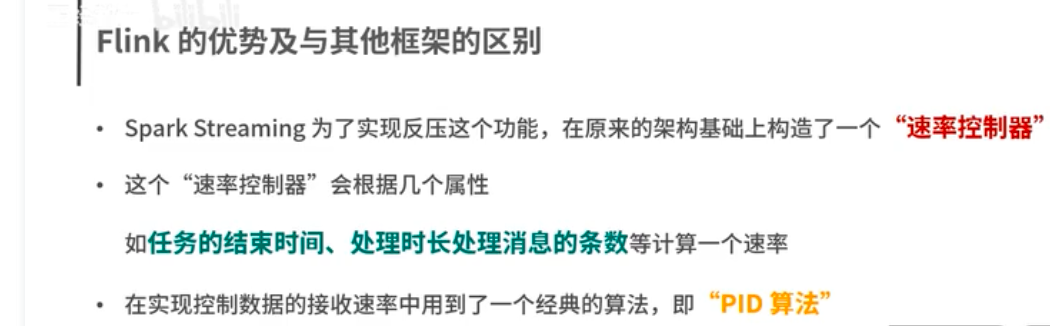 bilibili
Flink 的优势及与其他框架的区别
• Spark Streaming 为了实现反压这个功能，在原来的架构基础上构造了一个“速率控制器”
• 这个“速率控制器”会根据几个属性
如任务的结束时间、处理时长处理消息的条数等计算一个速率
• 在实现控制数据的接收速率中用到了一个经典的算法，即“PID 算法”